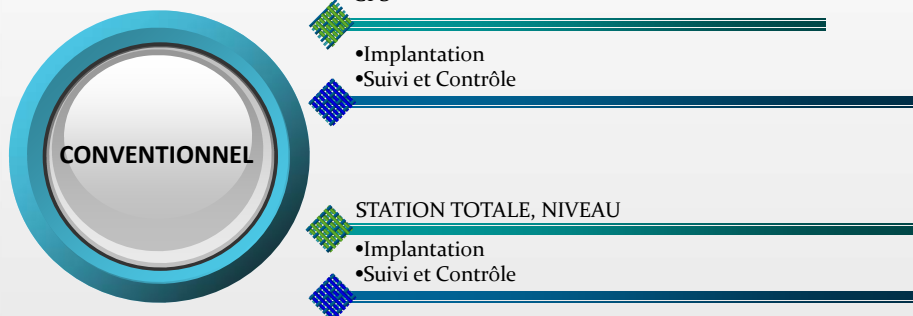 CONVENTIONNEL
•Implantation
•Suivi et Contrôle
STATION TOTALE, NIVEAU
•Implantation
•Suivi et Contrôle